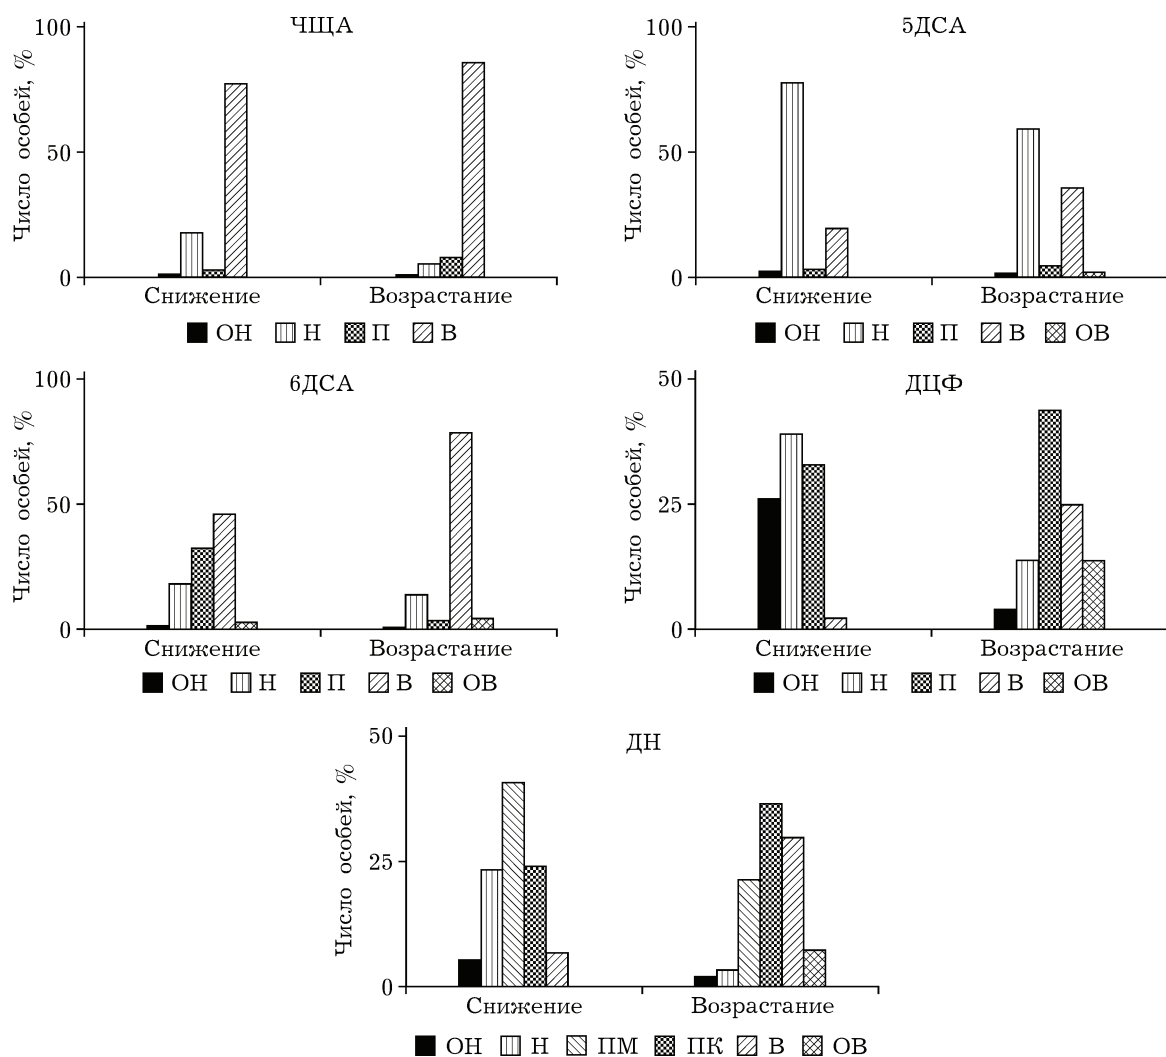 ЧЩА
Число особей, %
100
50
0
Снижение Возрастание
ОН Н П В
5ДСА
Число особей, %
100
50
0
Снижение Возрастание
ОН Н П В ОВ
6ДСА
Число особей, %
100
50
0
Снижение Возрастание
ОН Н П В ОВ
ДЦФ
Число особей, %
50
25
0
Снижение Возрастание
ОН Н П В ОВ
ДН
Число особей, %
50
25
0
Снижение Возрастание
ОН Н ПМ ПК В ОВ